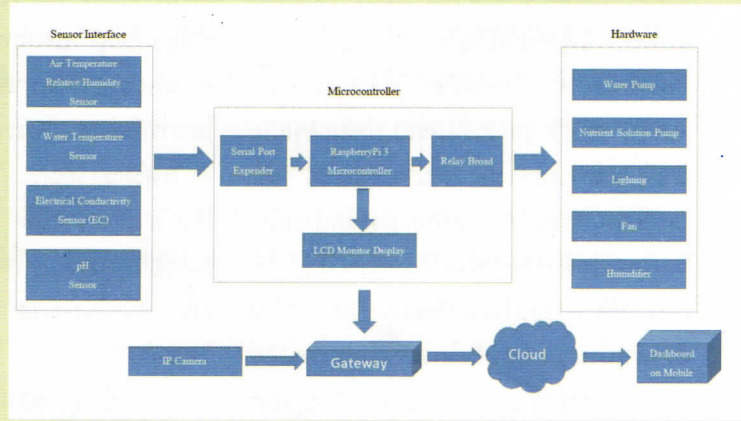 Sensor Interface
Air Temperature
Relative Humidity
Sensor
Water Temperature
Sensor
Electrical Conductivity
Sensor (EC)
pH
Sensor
Microcontroller
Serial Port
Expender
RaspberryPi 3
Microcontroller
Relay Broad
LCD Monitor Display
Hardware
Water Pump
Nutrient Solution Pump
Lighting
Fan
Humidifier
IP Camera
Gateway
Cloud
Dashboard
on Mobile